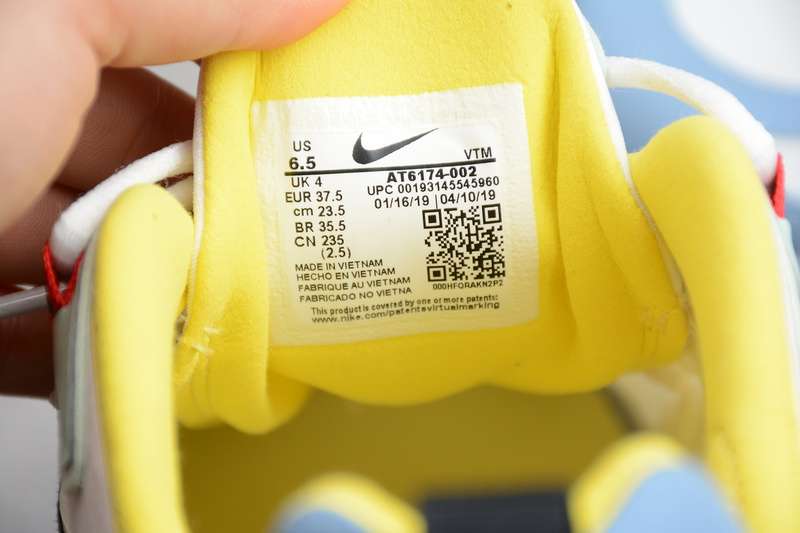 US
6.5
VTM
UK 4
AT6174-002
EUR 37.5
UPC 00193145545960
cm 23.5
01/16/19 | 04/10/19
BR 35.5
CN 235
(2.5)
MADE IN VIETNAM
HECHO EN VIETNAM
FABRIQUE AU VIETNAM
FABRICADO NO VIETNA
000HFORAKN2P2
This product is covered by one or more patents:
www.nike.com/patentsvirtualmarking